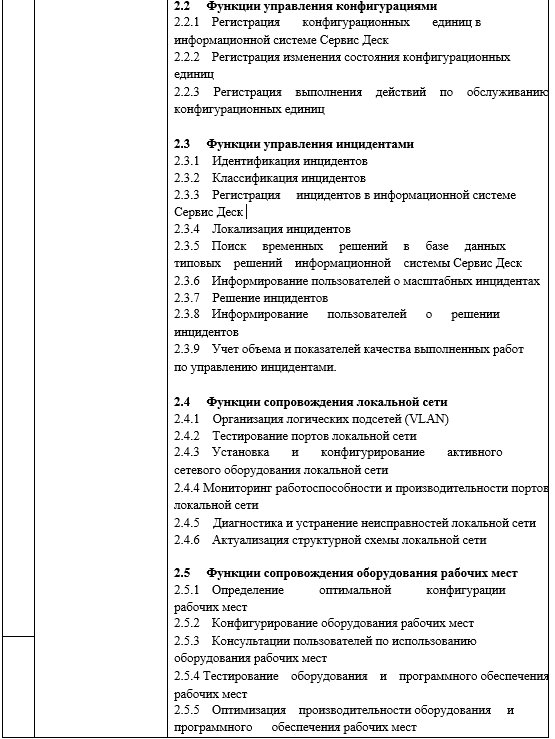 2.2 Функции управления конфигурациями
2.2.1 Регистрация конфигурационных единиц в
информационной системе Сервис Деск
2.2.2 Регистрация изменения состояния конфигурационных
единиц
2.2.3 Регистрация выполнения действий по обслуживанию
конфигурационных единиц
2.3 Функции управления инцидентами
2.3.1 Идентификация инцидентов
2.3.2 Классификация инцидентов
2.3.3 Регистрация инцидентов в информационной системе
Сервис Деск
2.3.4 Локализация инцидентов
2.3.5 Поиск временных решений в базе данных
типовых решений информационной системы Сервис Деск
2.3.6 Информирование пользователей о масштабных инцидентах
2.3.7 Решение инцидентов
2.3.8 Информирование пользователей о решении
инцидентов
2.3.9 Учет объема и показателей качества выполненных работ
по управлению инцидентами.
2.4 Функции сопровождения локальной сети
2.4.1 Организация логических подсетей (VLAN)
2.4.2 Тестирование портов локальной сети
2.4.3 Установка и конфигурирование активного
сетевого оборудования локальной сети
2.4.4 Мониторинг работоспособности и производительности портов
локальной сети
2.4.5 Диагностика и устранение неисправностей локальной сети
2.4.6 Актуализация структурной схемы локальной сети
2.5 Функции сопровождения оборудования рабочих мест
2.5.1 Определение оптимальной конфигурации
рабочих мест
2.5.2 Конфигурирование оборудования рабочих мест
2.5.3 Консультации пользователей по использованию
оборудования рабочих мест
2.5.4 Тестирование оборудования и программного обеспечения
рабочих мест
2.5.5 Оптимизация производительности оборудования и
программного обеспечения рабочих мест